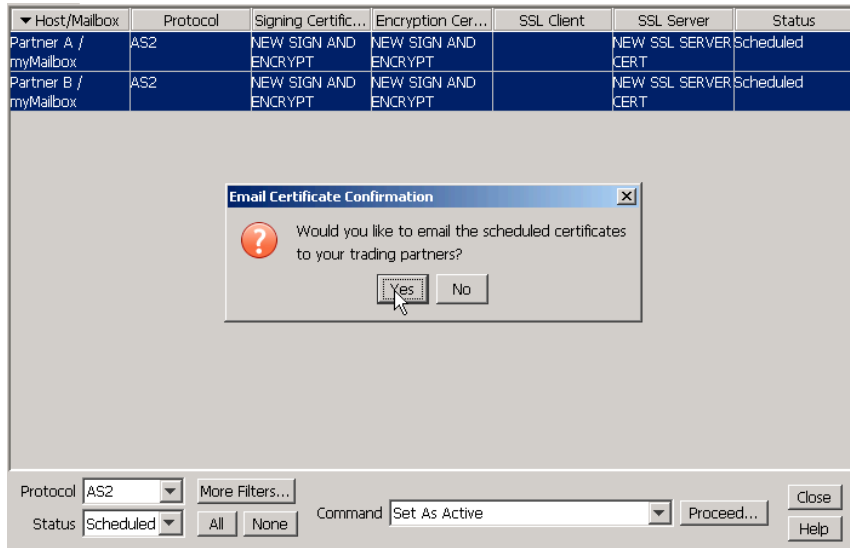 ▼ Host/Mailbox Protocol Signing Certific... Encryption Cer... SSL Client SSL Server Status
Partner A / AS2 NEW SIGN AND NEW SIGN AND NEW SSL SERVER Scheduled
myMailbox ENCRYPT ENCRYPT CERT
Partner B / AS2 NEW SIGN AND NEW SIGN AND NEW SSL SERVER Scheduled
myMailbox ENCRYPT ENCRYPT CERT
Email Certificate Confirmation
Would you like to email the scheduled certificates
to your trading partners?
Yes No
Protocol AS2 More Filters...
Status Scheduled All None Command Set As Active Proceed... Close
Help